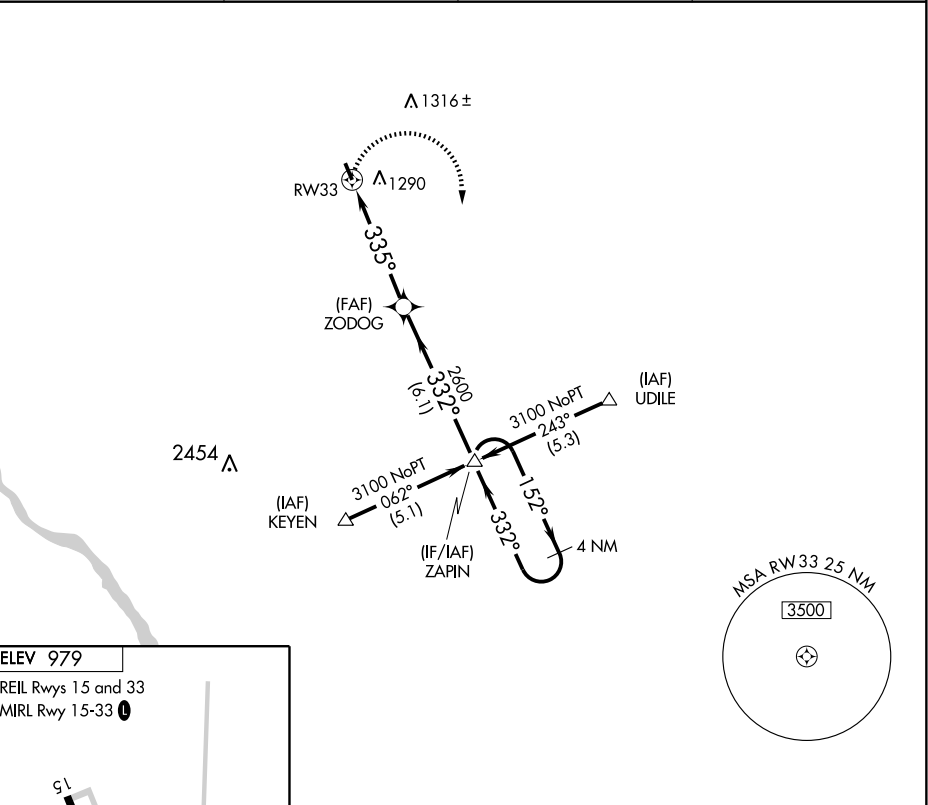 1316 ±
1290
RW33
335°
(FAF)
ZODOG
2600
332°
(6.1)
(IAF)
UDILE
3100 NoPT
243°
(5.3)
2454
3100 NoPT
062°
(5.1)
(IAF)
KEYEN
152°
332°
4 NM
(IF/IAF)
ZAPIN
MSA RW33 25 NM
3500
ELEV 979
REIL Rwys 15 and 33
MIRL Rwy 15-33 L
15